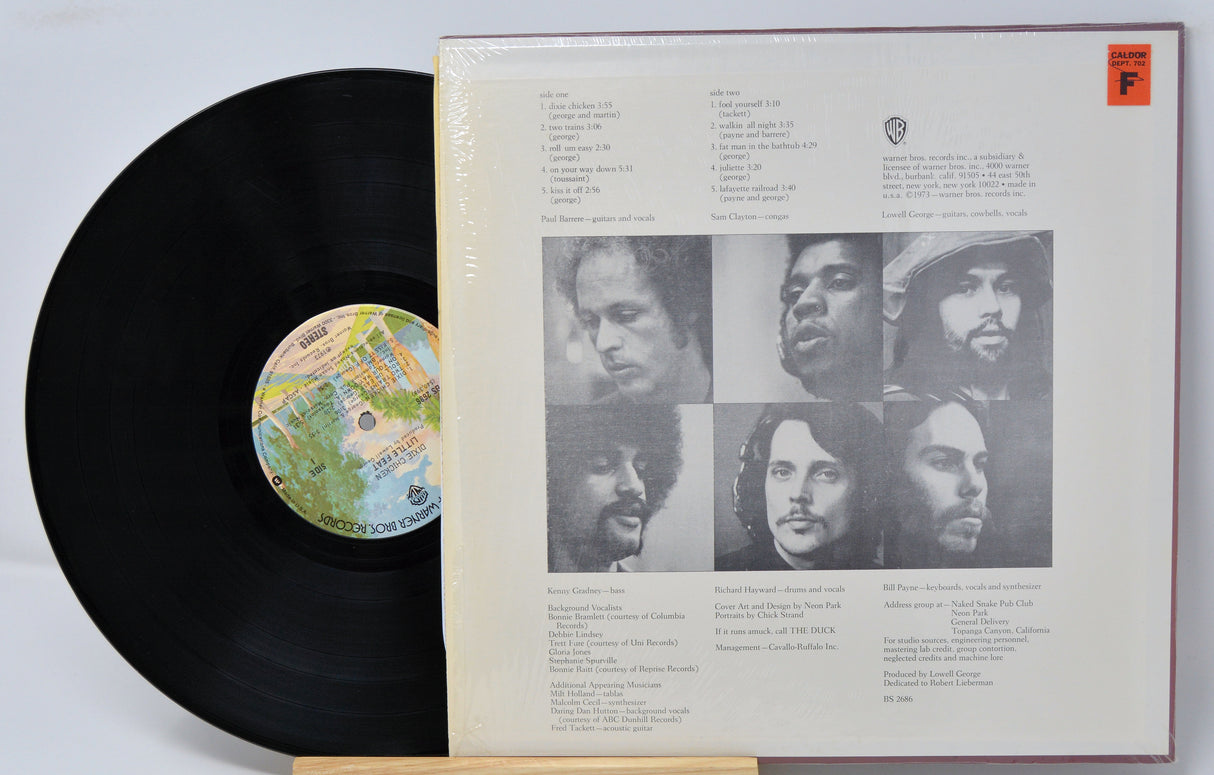 CALDOR
DEPT. 702
F
side one
1. dixie chicken 3:55
(george and martin)
2. two trains 3:06
(george)
3. roll um easy 2:30
(george)
4. on your way down 5:31
(toussaint)
5. kiss it off 2:56
(george)
Paul Barrere—guitars and vocals
side two
1. fool yourself 3:10
(tackett)
2. walkin all night 3:35
(payne and barrere)
3. fat man in the bathtub 4:29
(george)
4. juliette 3:20
(george)
5. lafayette railroad 3:40
(payne and george)
Sam Clayton—congas
WB
warner bros. records inc., a subsidiary &
licensee of warner bros. inc., 4000 warner
blvd., burbank, calif. 91505 • 44 east 50th
street, new york, new york 10022 • made in
u.s.a. ©1973—warner bros. records inc.
Lowell George—guitars, cowbells, vocals
Kenny Gradney—bass
Background Vocalists
Bonnie Bramlett (courtesy of Columbia
Records)
Debbie Lindsey
Trett Fure (courtesy of Uni Records)
Gloria Jones
Stephanie Spurville
Bonnie Raitt (courtesy of Reprise Records)
Additional Appearing Musicians
Milt Holland—tablas
Malcolm Cecil—synthesizer
Daring Dan Hutton—background vocals
(courtesy of ABC Dunhill Records)
Fred Tackett—acoustic guitar
Richard Hayward—drums and vocals
Cover Art and Design by Neon Park
Portraits by Chick Strand
If it runs amuck, call THE DUCK
Management—Cavallo-Ruffalo Inc.
Bill Payne—keyboards, vocals and synthesizer
Address group at—Naked Snake Pub Club
Neon Park
General Delivery
Topanga Canyon, California
For studio sources, engineering personnel,
mastering lab credit, group contortion,
neglected credits and machine lore
Produced by Lowell George
Dedicated to Robert Lieberman
BS 2686
WARNER BROS. RECORDS
SIDE
1
LITTLE FEAT
DIXIE CHICKEN
Produced by Lowell
BS 2686
STEREO